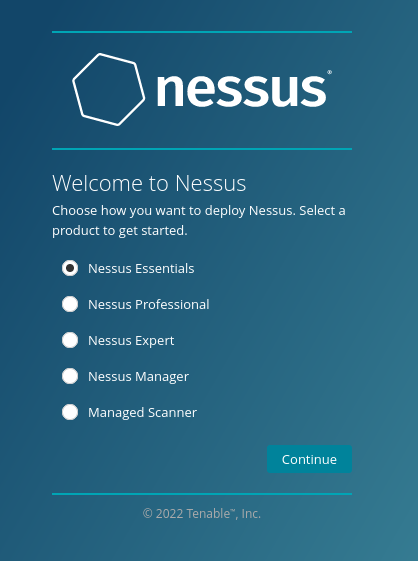 nessus®
Welcome to Nessus
Choose how you want to deploy Nessus. Select a
product to get started.
Nessus Essentials
Nessus Professional
Nessus Expert
Nessus Manager
Managed Scanner
Continue
© 2022 Tenable™, Inc.